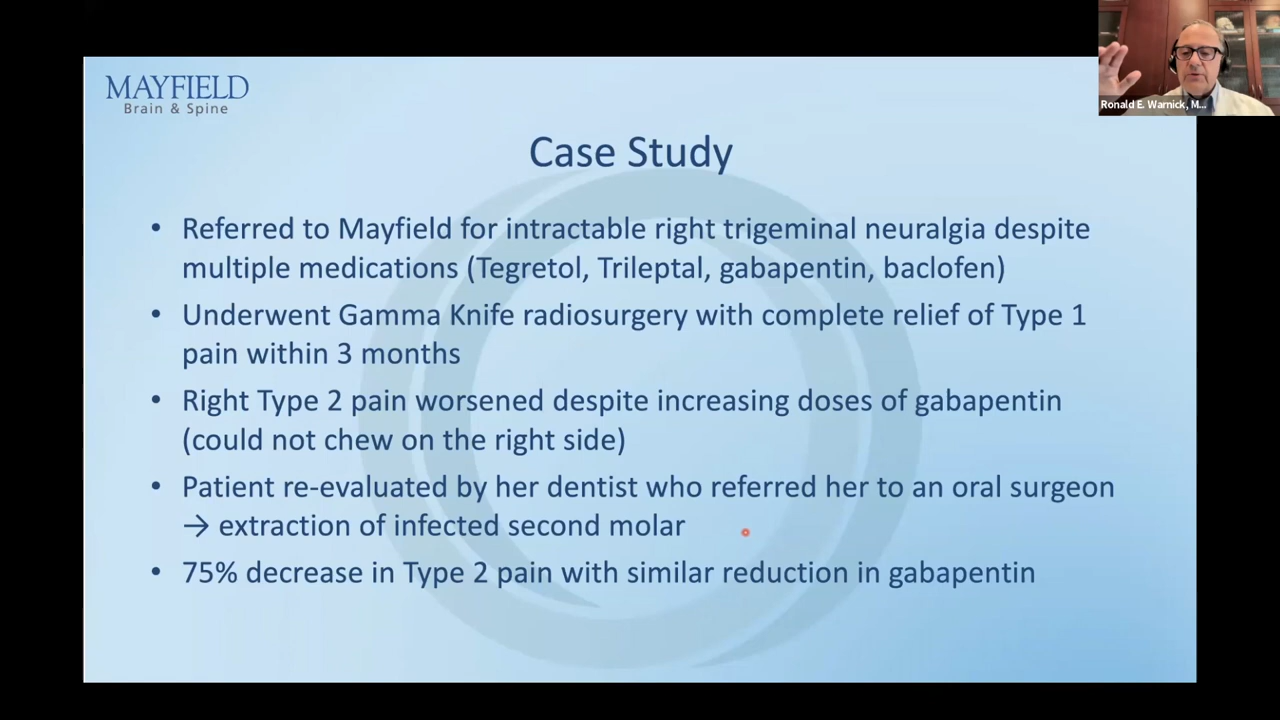 MAYFIELD
Brain & Spine
Ronald E. Warnick, M...
Case Study
• Referred to Mayfield for intractable right trigeminal neuralgia despite
multiple medications (Tegretol, Trileptal, gabapentin, baclofen)
• Underwent Gamma Knife radiosurgery with complete relief of Type 1
pain within 3 months
• Right Type 2 pain worsened despite increasing doses of gabapentin
(could not chew on the right side)
• Patient re-evaluated by her dentist who referred her to an oral surgeon
→ extraction of infected second molar
• 75% decrease in Type 2 pain with similar reduction in gabapentin